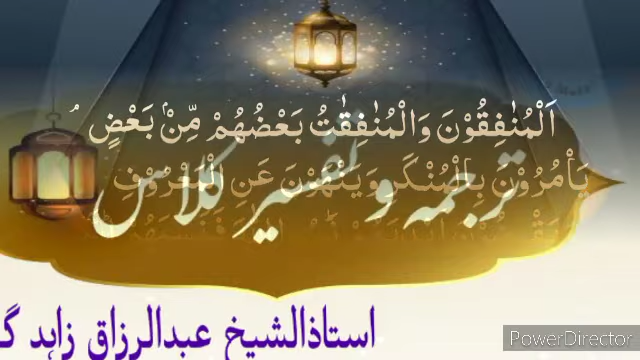 اَلْمُنٰفِقُوْنَ وَالْمُنٰفِقٰتُ بَعْضُهُمْ مِّنْۢ بَعْضٍ ۘ
يَاْمُرُوْنَ بِالْمُنْكَرِ وَيَنْهَوْنَ عَنِ الْمَعْرُوْفِ
ترجمہ و تفسیر کلاس
استاذالشیخ عبدالرزاق زاہد
PowerDirector